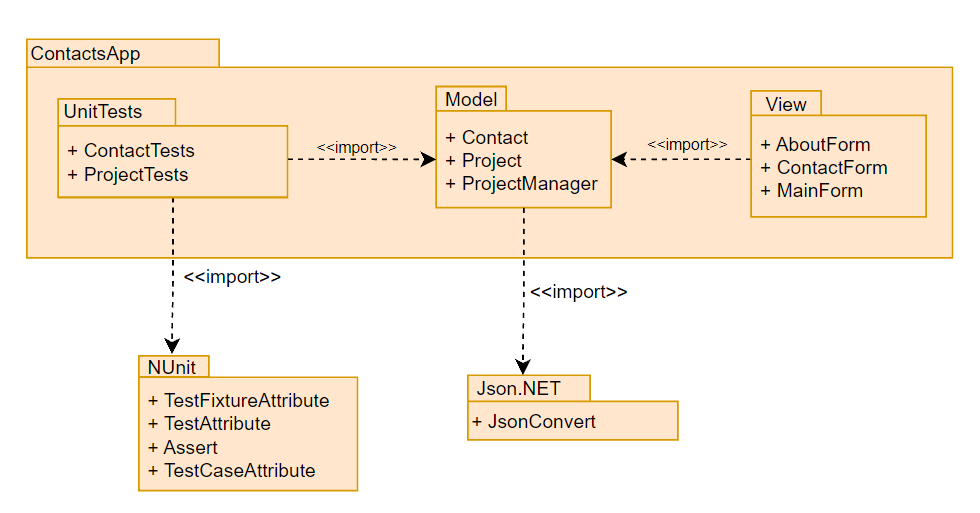 ContactsApp
UnitTests
+ ContactTests
+ ProjectTests
<<import>>
Model
+ Contact
+ Project
+ ProjectManager
<<import>>
View
+ AboutForm
+ ContactForm
+ MainForm
<<import>>
<<import>>
NUnit
+ TestFixtureAttribute
+ TestAttribute
+ Assert
+ TestCaseAttribute
Json.NET
+ JsonConvert